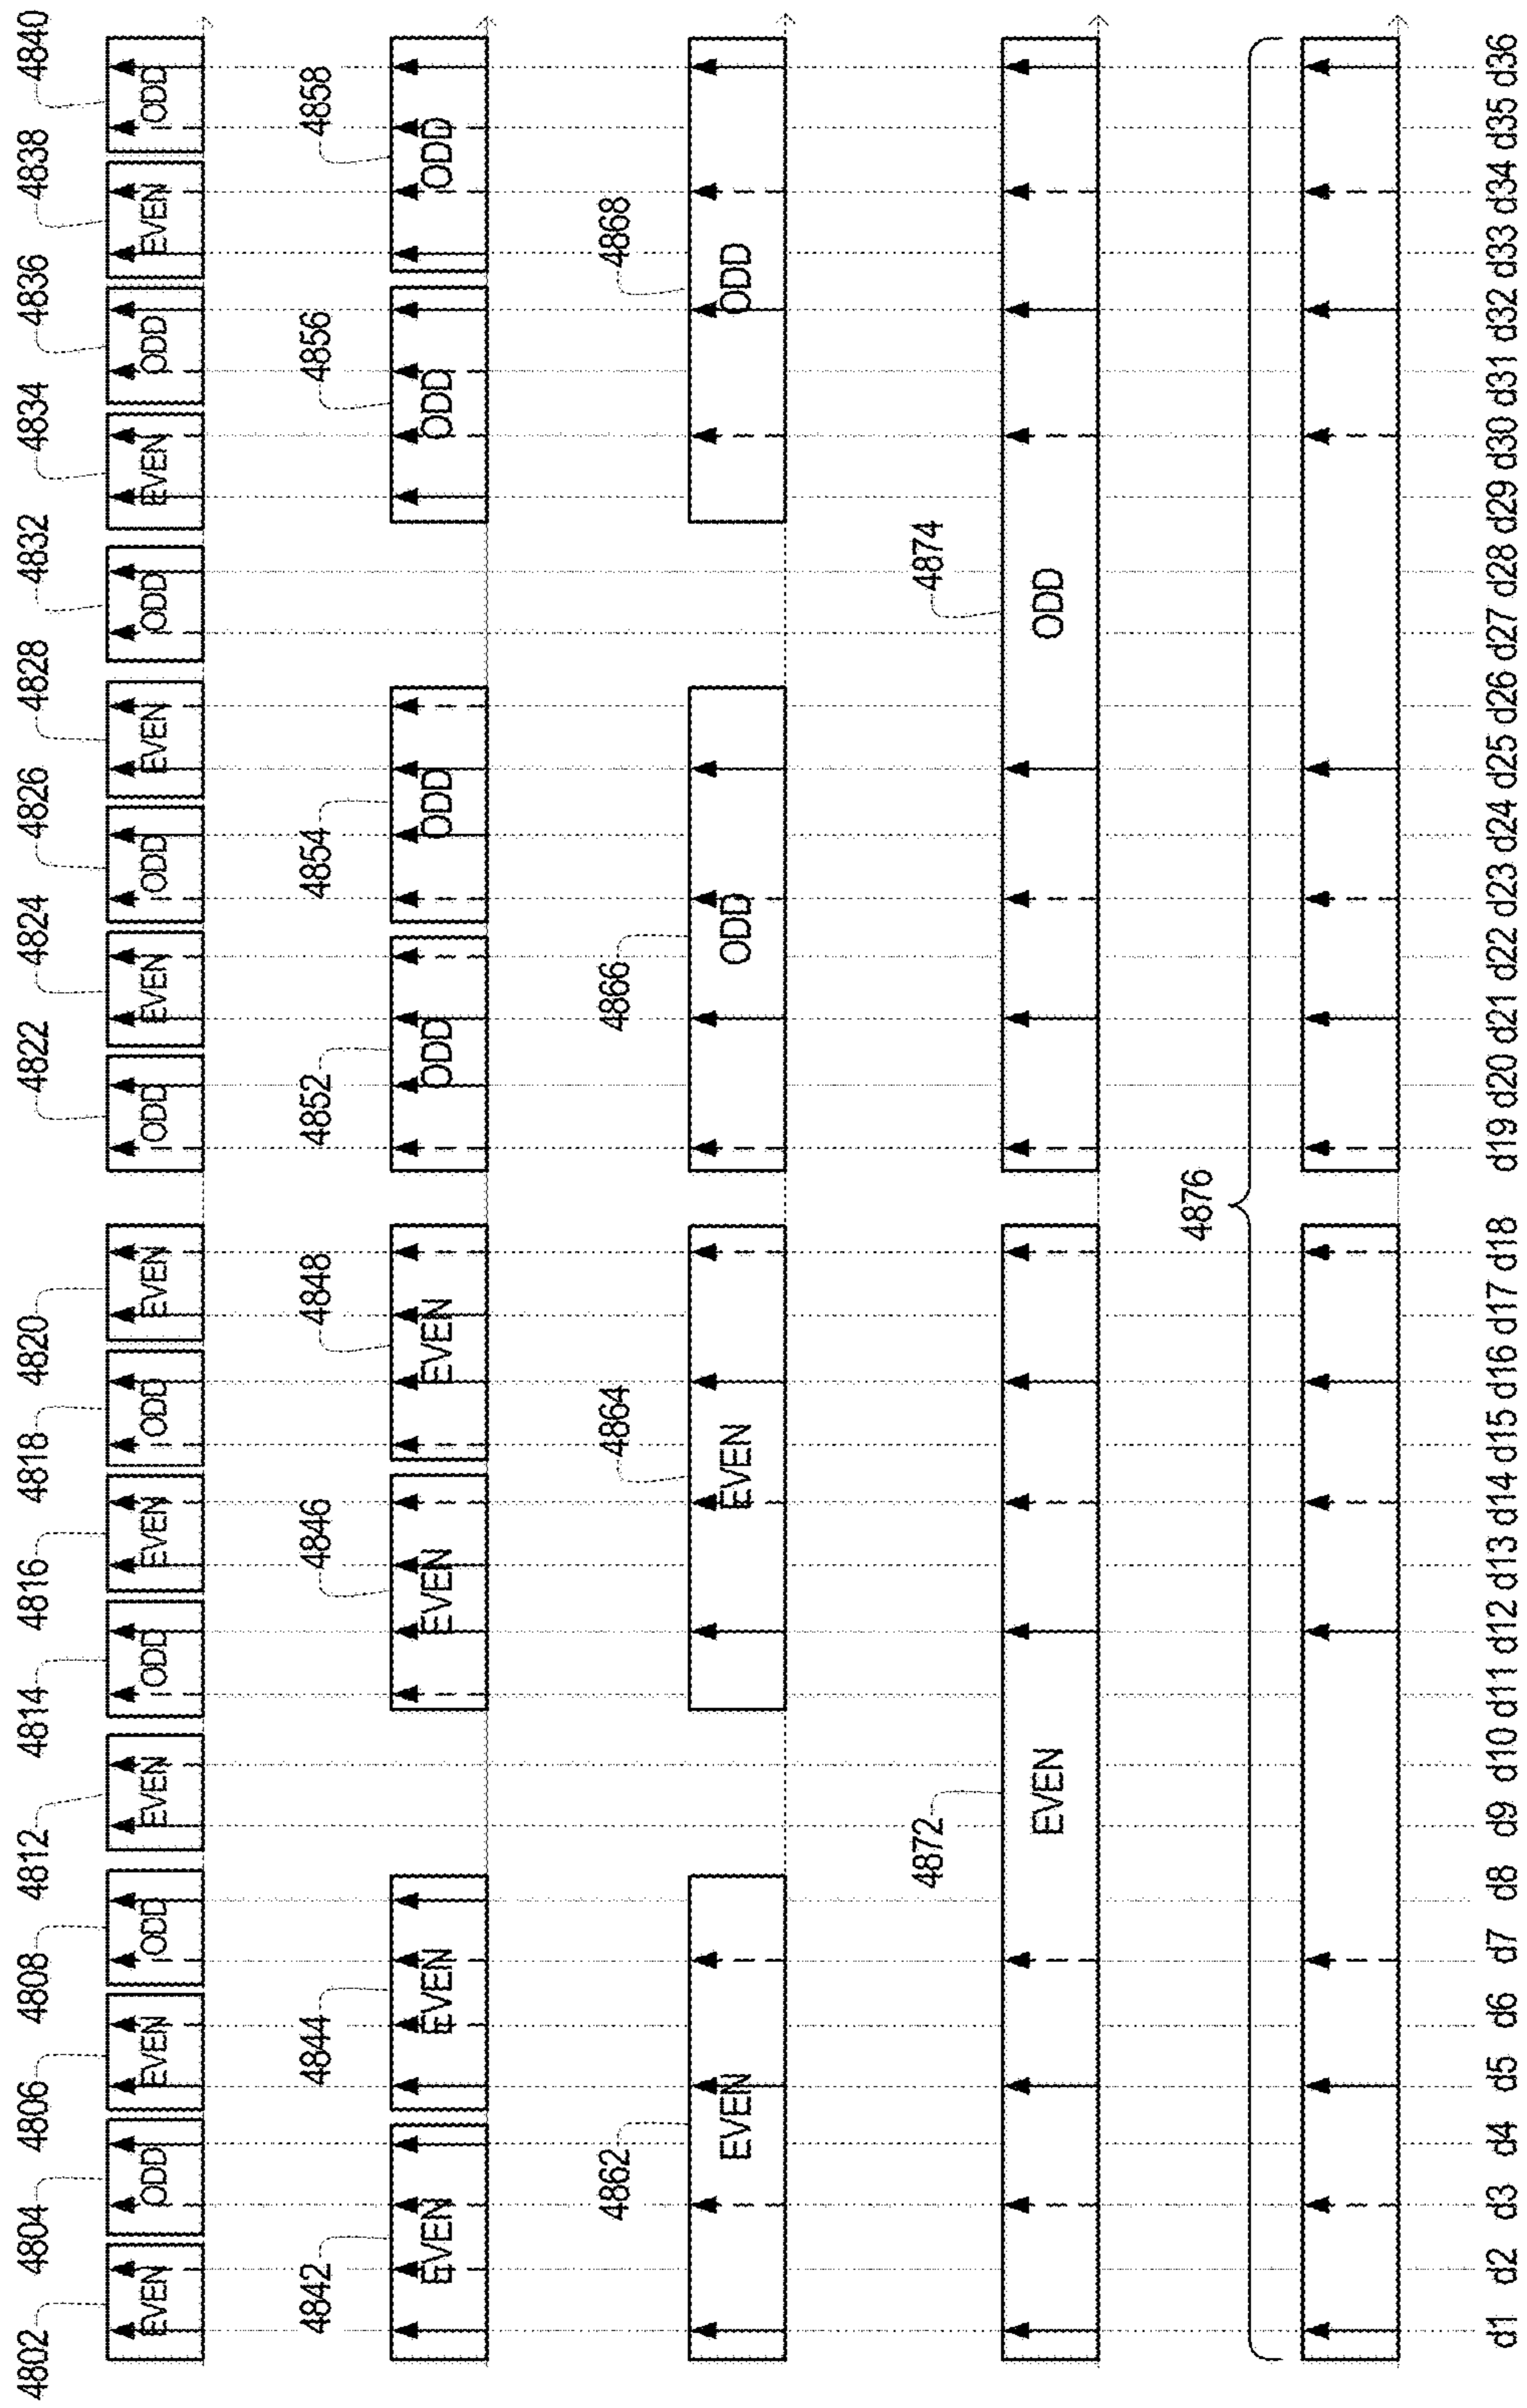 4802 4804 4806 4808 4812 4814 4816 4818 4820 4822 4824 4826 4828 4832 4834 4836 4838 4840
EVEN ODD EVEN ODD EVEN ODD EVEN ODD EVEN ODD EVEN ODD EVEN ODD EVEN ODD EVEN ODD
4842 4844 4846 4848 4852 4854 4856 4858
EVEN EVEN EVEN EVEN ODD ODD ODD ODD
4862 4864 4866 4868
EVEN EVEN ODD ODD
4872 4874
EVEN ODD
4876
d1 d2 d3 d4 d5 d6 d7 d8 d9 d10 d11 d12 d13 d14 d15 d16 d17 d18 d19 d20 d21 d22 d23 d24 d25 d26 d27 d28 d29 d30 d31 d32 d33 d34 d35 d36